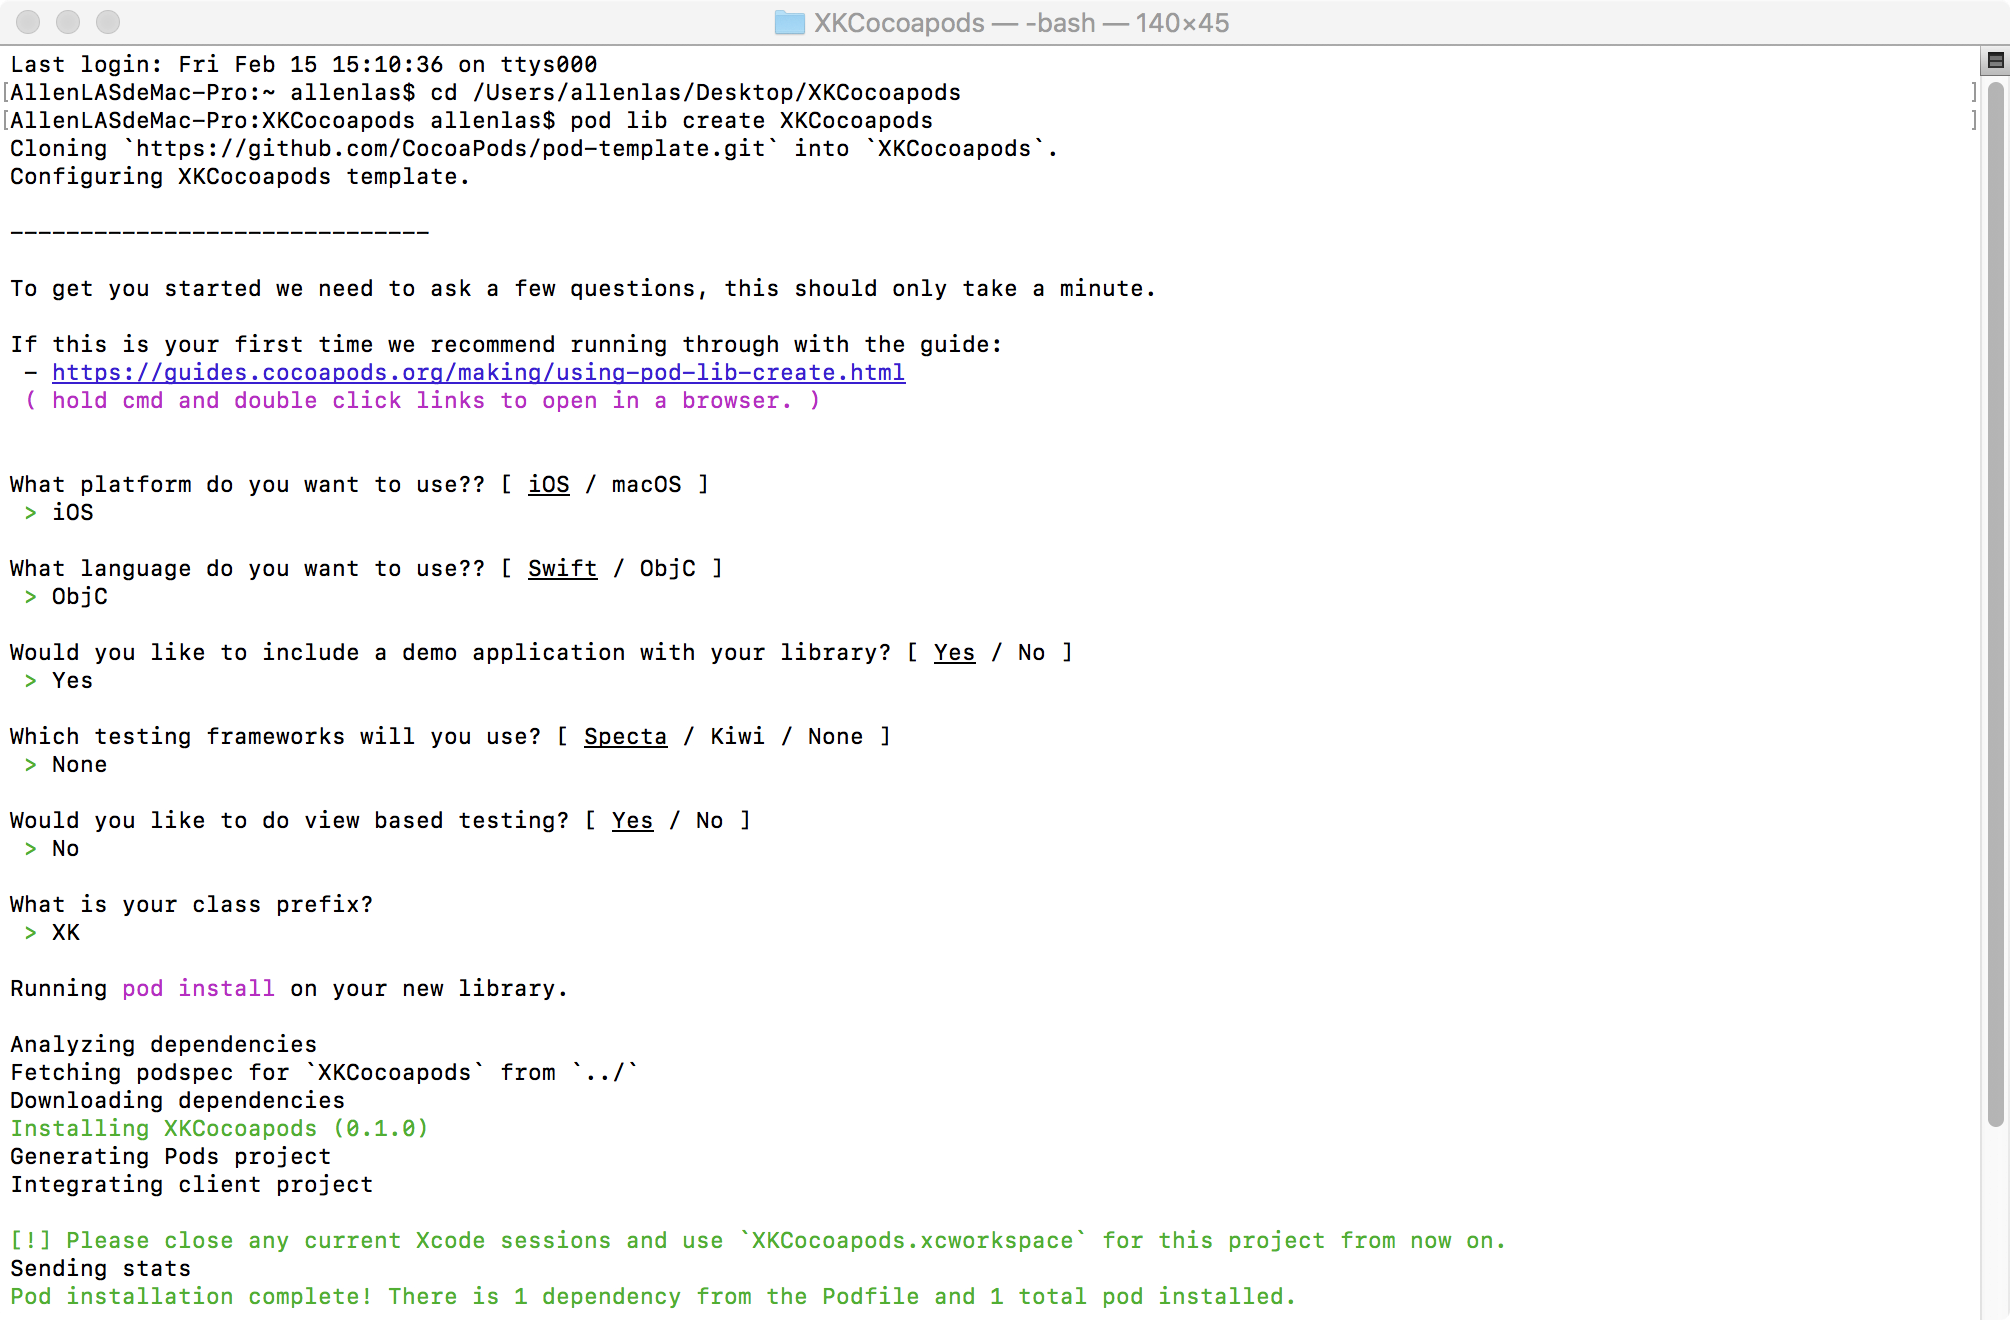 XKCocoapods — -bash — 140×45
Last login: Fri Feb 15 15:10:36 on ttys000
[AllenLASdeMac-Pro:~ allenlas$ cd /Users/allenlas/Desktop/XKCocoapods ]
[AllenLASdeMac-Pro:XKCocoapods allenlas$ pod lib create XKCocoapods ]
Cloning `https://github.com/CocoaPods/pod-template.git` into `XKCocoapods`.
Configuring XKCocoapods template.
------------------------------
To get you started we need to ask a few questions, this should only take a minute.
If this is your first time we recommend running through with the guide:
- https://guides.cocoapods.org/making/using-pod-lib-create.html
( hold cmd and double click links to open in a browser. )
What platform do you want to use?? [ iOS / macOS ]
> iOS
What language do you want to use?? [ Swift / ObjC ]
> ObjC
Would you like to include a demo application with your library? [ Yes / No ]
> Yes
Which testing frameworks will you use? [ Specta / Kiwi / None ]
> None
Would you like to do view based testing? [ Yes / No ]
> No
What is your class prefix?
> XK
Running pod install on your new library.
Analyzing dependencies
Fetching podspec for `XKCocoapods` from `../`
Downloading dependencies
Installing XKCocoapods (0.1.0)
Generating Pods project
Integrating client project
[!] Please close any current Xcode sessions and use `XKCocoapods.xcworkspace` for this project from now on.
Sending stats
Pod installation complete! There is 1 dependency from the Podfile and 1 total pod installed.